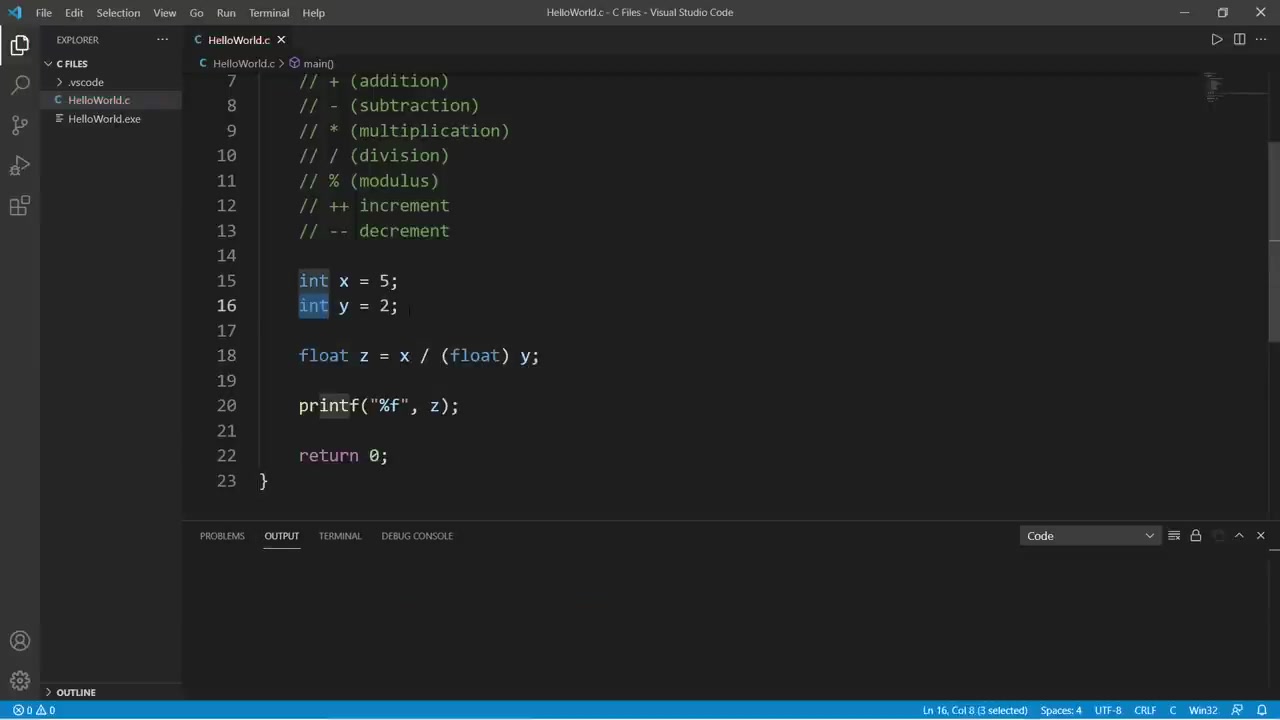 File Edit Selection View Go Run Terminal Help HelloWorld.c - C Files - Visual Studio Code
EXPLORER
C FILES
.vscode
C HelloWorld.c
HelloWorld.exe
OUTLINE
C HelloWorld.c
C HelloWorld.c > main()
7 // + (addition)
8 // - (subtraction)
9 // * (multiplication)
10 // / (division)
11 // % (modulus)
12 // ++ increment
13 // -- decrement
14
15 int x = 5;
16 int y = 2;
17
18 float z = x / (float) y;
19
20 printf("%f", z);
21
22 return 0;
23 }
PROBLEMS OUTPUT TERMINAL DEBUG CONSOLE Code
0 0 Ln 16, Col 8 (3 selected) Spaces: 4 UTF-8 CRLF C Win32